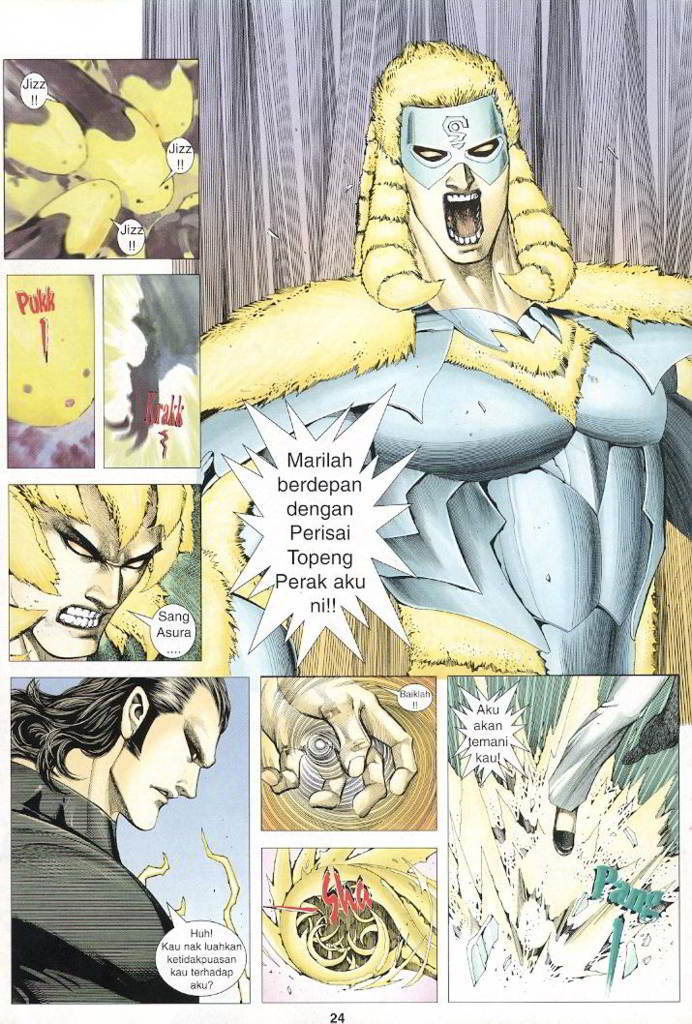 Jizz
!!
Jizz
!!
Jizz
!!
Pukk
!
Krakk
Marilah
berdepan
dengan
Perisai
Topeng
Perak aku
ni!!
Sang
Asura
....
Huh!
Kau nak luahkan
ketidakpuasan
kau terhadap
aku?
Baiklah
!!
Sha
Aku
akan
temani
kau!
Pang
!
24